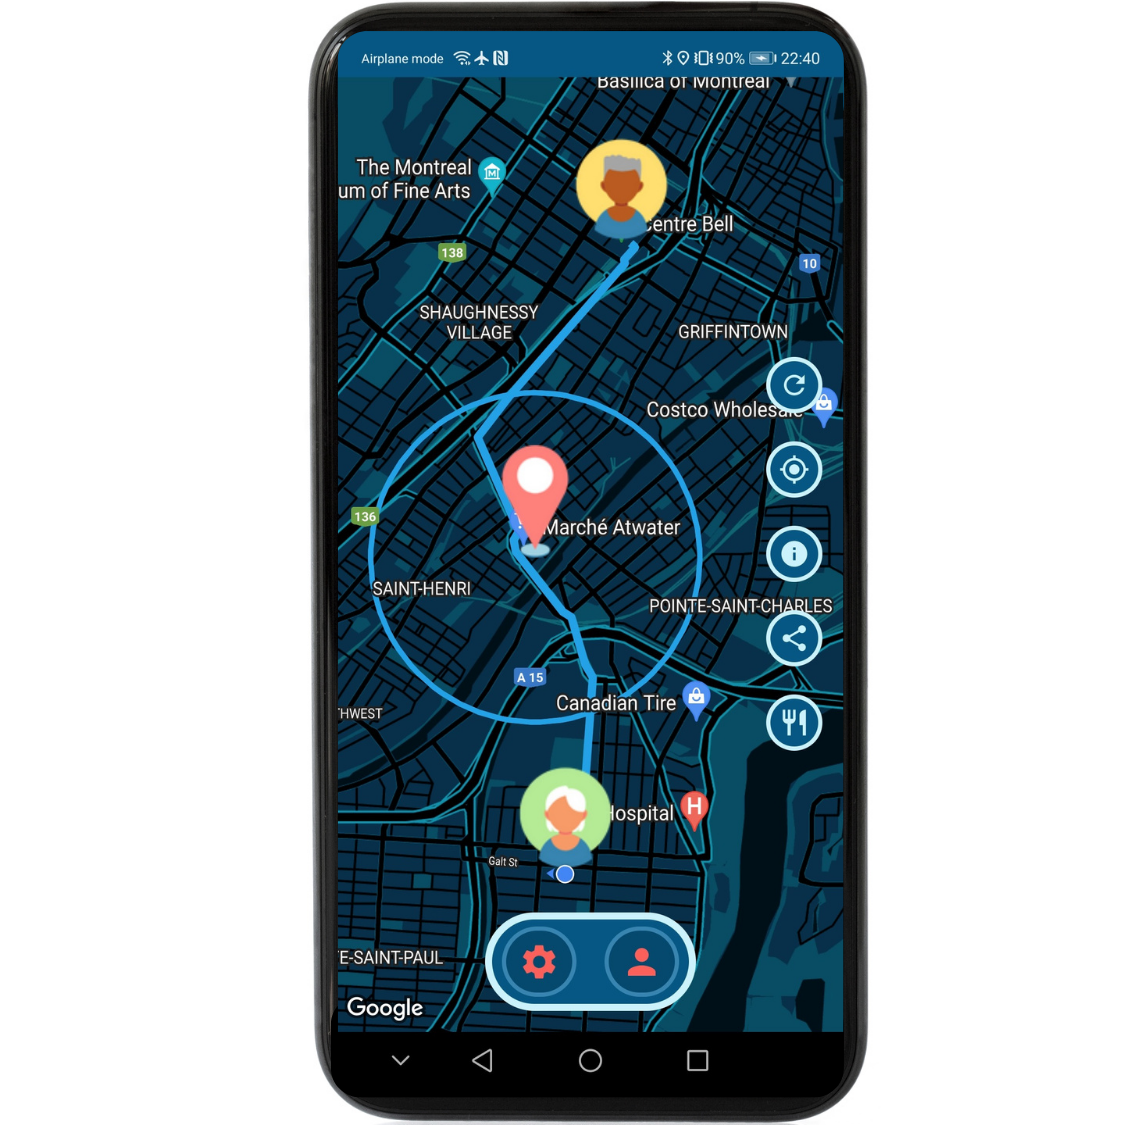 Airplane mode
90% 22:40
Basilica of Montreal
The Montreal
um of Fine Arts
Centre Bell
138
10
SHAUGHNESSY
VILLAGE
GRIFFINTOWN
Costco Wholesale
136
Marché Atwater
SAINT-HENRI
POINTE-SAINT-CHARLES
A 15
Canadian Tire
HWEST
Hospital
H
Galt St
E-SAINT-PAUL
Google